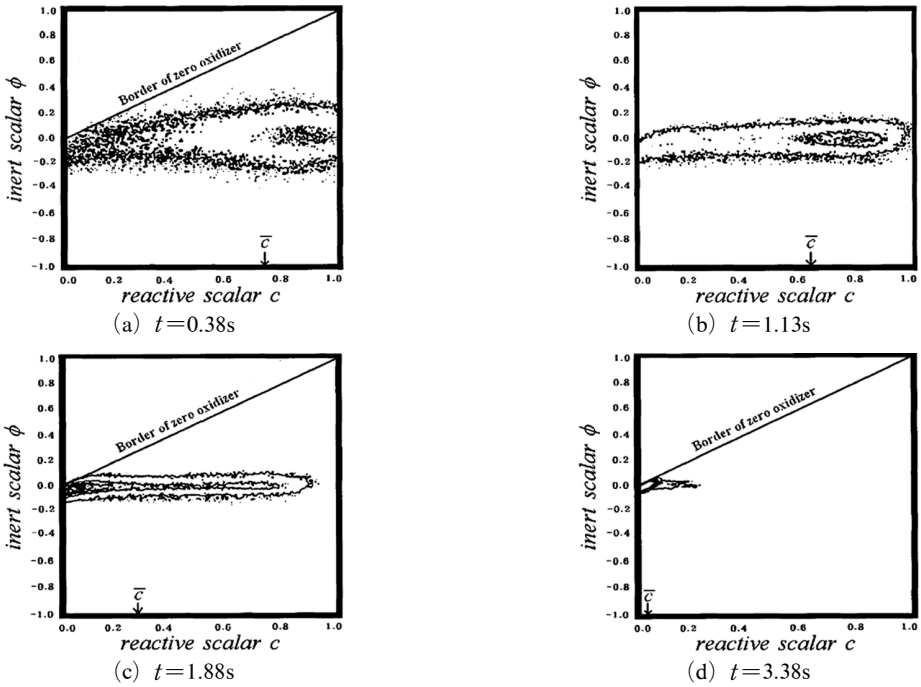 1.0
0.8
0.6
0.4
0.2
0.0
-0.2
-0.4
-0.6
-0.8
-1.0
inert scalar ϕ
Border of zero oxidizer
c̅
0.0 0.2 0.4 0.6 0.8 1.0
reactive scalar c
(a) t=0.38s
1.0
0.8
0.6
0.4
0.2
0.0
-0.2
-0.4
-0.6
-0.8
-1.0
inert scalar ϕ
c̅
0.0 0.2 0.4 0.6 0.8 1.0
reactive scalar c
(b) t=1.13s
1.0
0.8
0.6
0.4
0.2
0.0
-0.2
-0.4
-0.6
-0.8
-1.0
inert scalar ϕ
Border of zero oxidizer
c̅
0.0 0.2 0.4 0.6 0.8 1.0
reactive scalar c
(c) t=1.88s
1.0
0.8
0.6
0.4
0.2
0.0
-0.2
-0.4
-0.6
-0.8
-1.0
inert scalar ϕ
Border of zero oxidizer
c̅
0.0 0.2 0.4 0.6 0.8 1.0
reactive scalar c
(d) t=3.38s